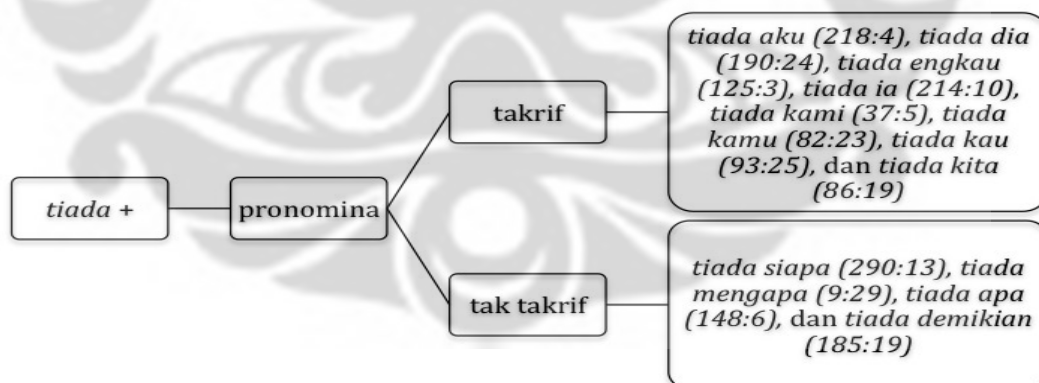 tiada +
pronomina
takrif
tiada aku (218:4), tiada dia
(190:24), tiada engkau
(125:3), tiada ia (214:10),
tiada kami (37:5), tiada
kamu (82:23), tiada kau
(93:25), dan tiada kita
(86:19)
tak takrif
tiada siapa (290:13), tiada
mengapa (9:29), tiada apa
(148:6), dan tiada demikian
(185:19)